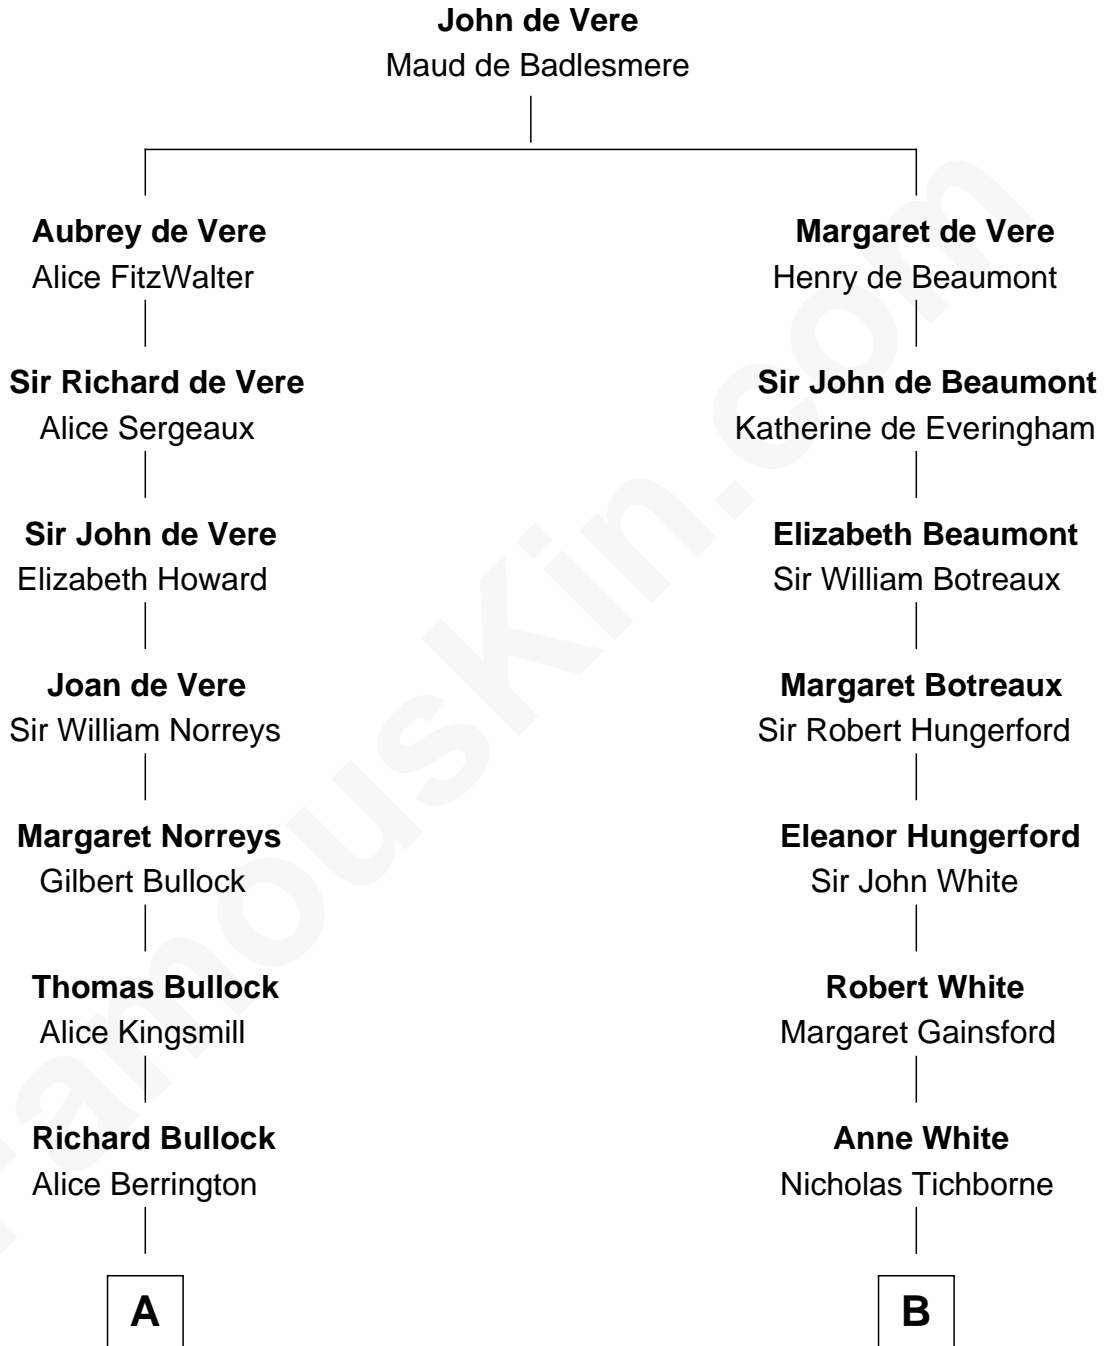 John de Vere
Maud de Badlesmere
Aubrey de Vere
Alice FitzWalter
Margaret de Vere
Henry de Beaumont
Sir Richard de Vere
Alice Sergeaux
Sir John de Beaumont
Katherine de Everingham
Sir John de Vere
Elizabeth Howard
Elizabeth Beaumont
Sir William Botreaux
Joan de Vere
Sir William Norreys
Margaret Botreaux
Sir Robert Hungerford
Margaret Norreys
Gilbert Bullock
Eleanor Hungerford
Sir John White
Thomas Bullock
Alice Kingsmill
Robert White
Margaret Gainsford
Richard Bullock
Alice Berrington
Anne White
Nicholas Tichborne
A
B
FamousKin.com